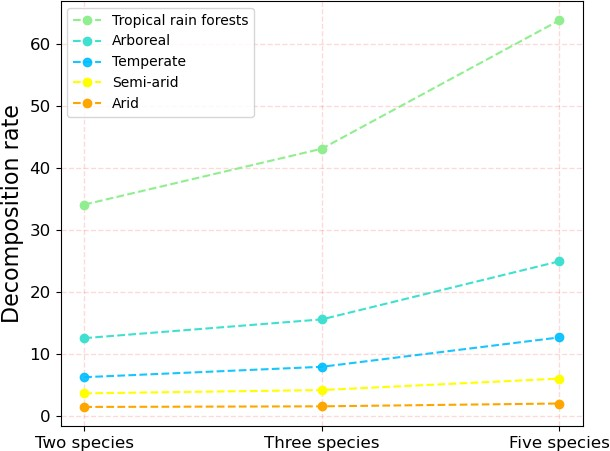 Tropical rain forests
Arboreal
Temperate
Semi-arid
Arid
Decomposition rate
60
50
40
30
20
10
0
Two species
Three species
Five species